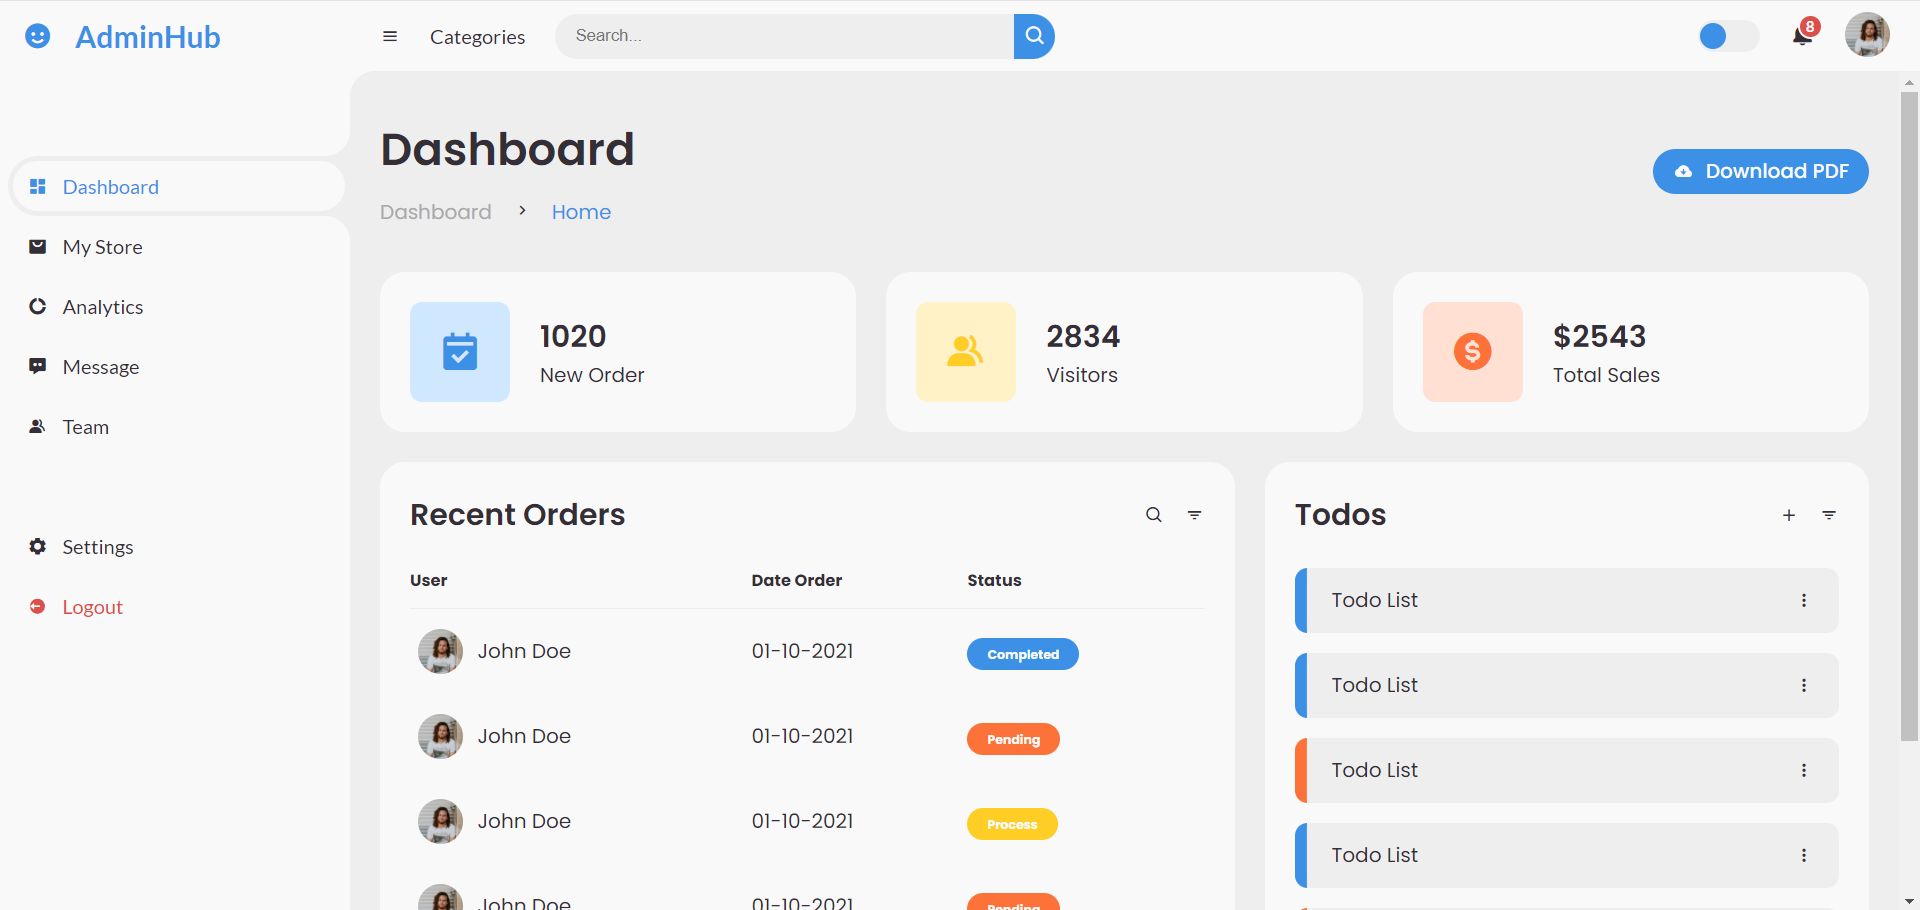 AdminHub
Categories
Search...
8
Dashboard
My Store
Analytics
Message
Team
Settings
Logout
Dashboard
Dashboard > Home
Download PDF
1020
New Order
2834
Visitors
$2543
Total Sales
Recent Orders
User Date Order Status
John Doe 01-10-2021 Completed
John Doe 01-10-2021 Pending
John Doe 01-10-2021 Process
John Doe 01-10-2021 Pending
Todos
Todo List
Todo List
Todo List
Todo List